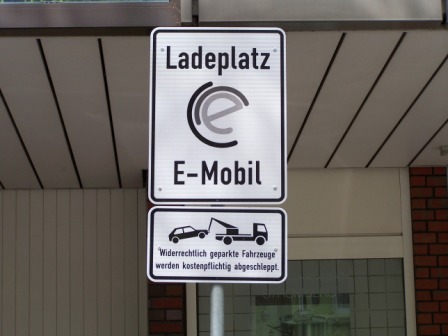 Ladeplatz
e
E-Mobil
"Widerrechtlich geparkte Fahrzeuge"
werden kostenpflichtig abgeschleppt.